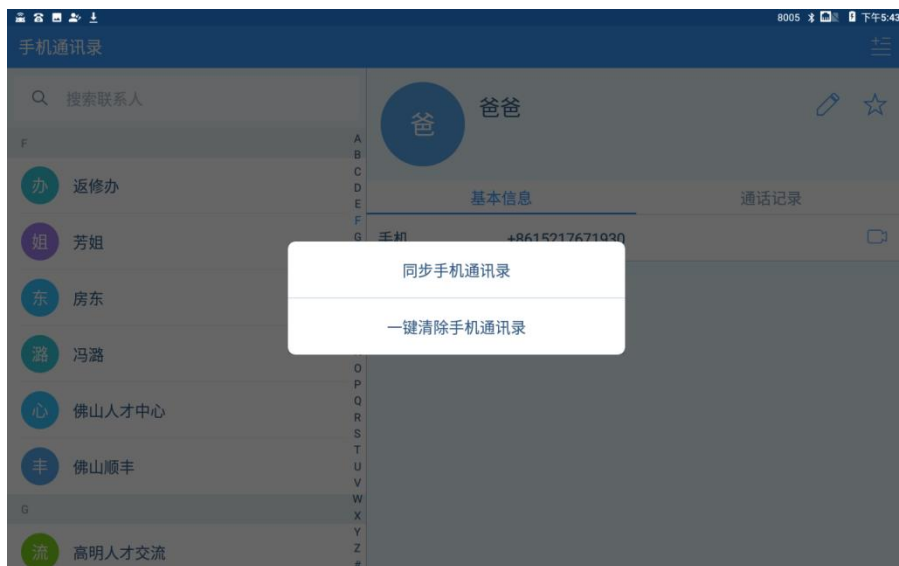 8005 下午5:43
手机通讯录
搜索联系人
F
办 返修办
姐 芳姐
东 房东
潞 冯潞
心 佛山人才中心
丰 佛山顺丰
G
流 高明人才交流
A
B
C
D
E
F
G
O
P
Q
R
S
T
U
V
W
X
Y
Z
#
爸 爸爸
基本信息 通话记录
手机 +8615217671930
同步手机通讯录
一键清除手机通讯录